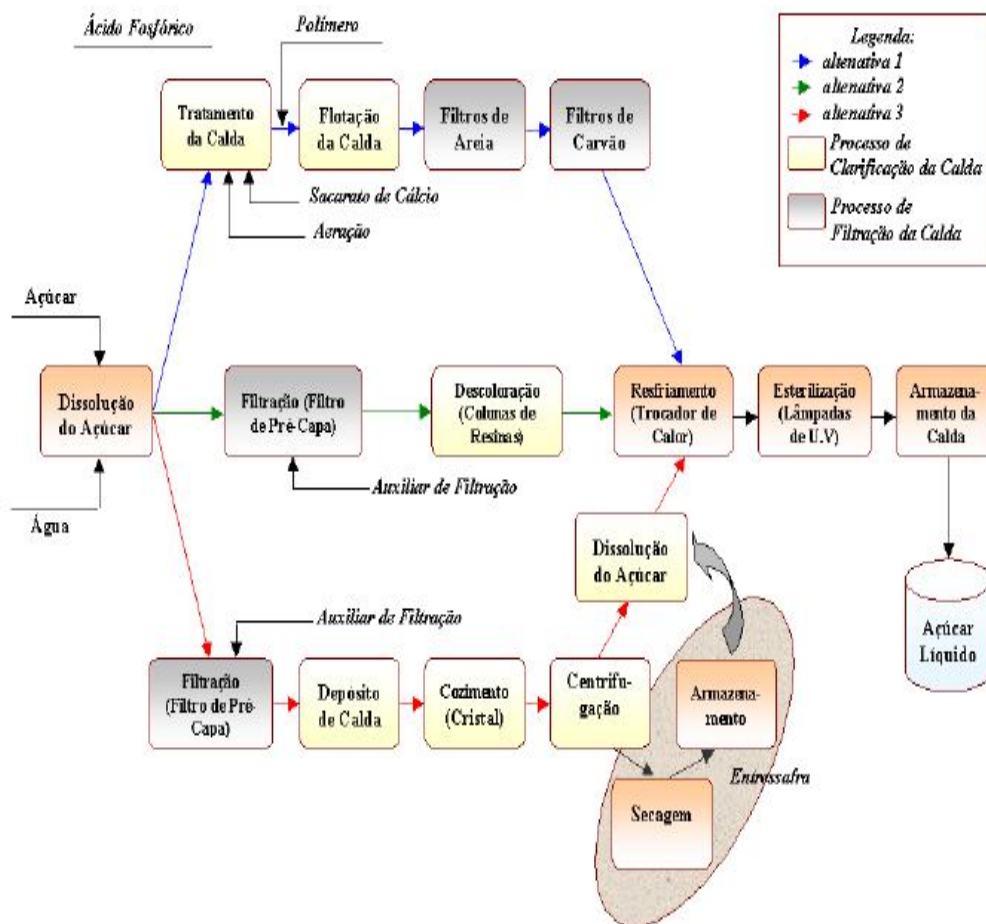 Ácido Fosfórico
Polímero
Tratamento
da Calda
Flotação
da Calda
Filtros de
Areia
Filtros de
Carvão
Sacarato de Cálcio
Aeração
Legenda:
altenativa 1
altenativa 2
altenativa 3
Processo de
Clarificação da Calda
Processo de
Filtração da Calda
Açúcar
Dissolução
do Açúcar
Água
Filtração (Filtro
de Pré-Capa)
Auxiliar de Filtração
Descoloração
(Colunas de
Resinas)
Resfriamento
(Trocador de
Calor)
Esterilização
(Lâmpadas
de U.V)
Armazena-
mento da
Calda
Dissolução
do Açúcar
Açúcar
Líquido
Auxiliar de Filtração
Filtração
(Filtro de Pré-
Capa)
Depósito
de Calda
Cozimento
(Cristal)
Centrifu-
gação
Armazena-
mento
Entressafra
Secagem